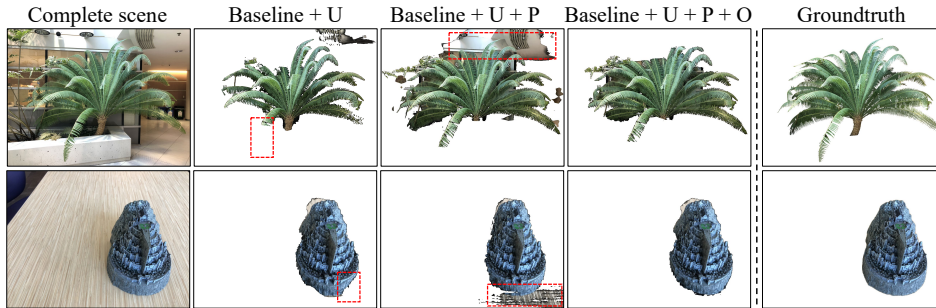 Complete scene
Baseline + U
Baseline + U + P
Baseline + U + P + O
Groundtruth